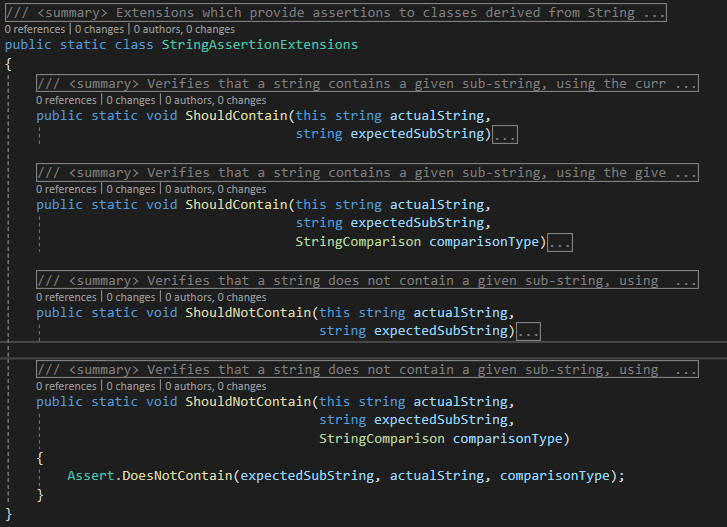 /// <summary> Extensions which provide assertions to classes derived from String ...
0 references | 0 changes | 0 authors, 0 changes
public static class StringAssertionExtensions
{
/// <summary> Verifies that a string contains a given sub-string, using the curr ...
0 references | 0 changes | 0 authors, 0 changes
public static void ShouldContain(this string actualString,
string expectedSubString)...
/// <summary> Verifies that a string contains a given sub-string, using the give ...
0 references | 0 changes | 0 authors, 0 changes
public static void ShouldContain(this string actualString,
string expectedSubString,
StringComparison comparisonType)...
/// <summary> Verifies that a string does not contain a given sub-string, using ...
0 references | 0 changes | 0 authors, 0 changes
public static void ShouldNotContain(this string actualString,
string expectedSubString)...
/// <summary> Verifies that a string does not contain a given sub-string, using ...
0 references | 0 changes | 0 authors, 0 changes
public static void ShouldNotContain(this string actualString,
string expectedSubString,
StringComparison comparisonType)
{
Assert.DoesNotContain(expectedSubString, actualString, comparisonType);
}
}